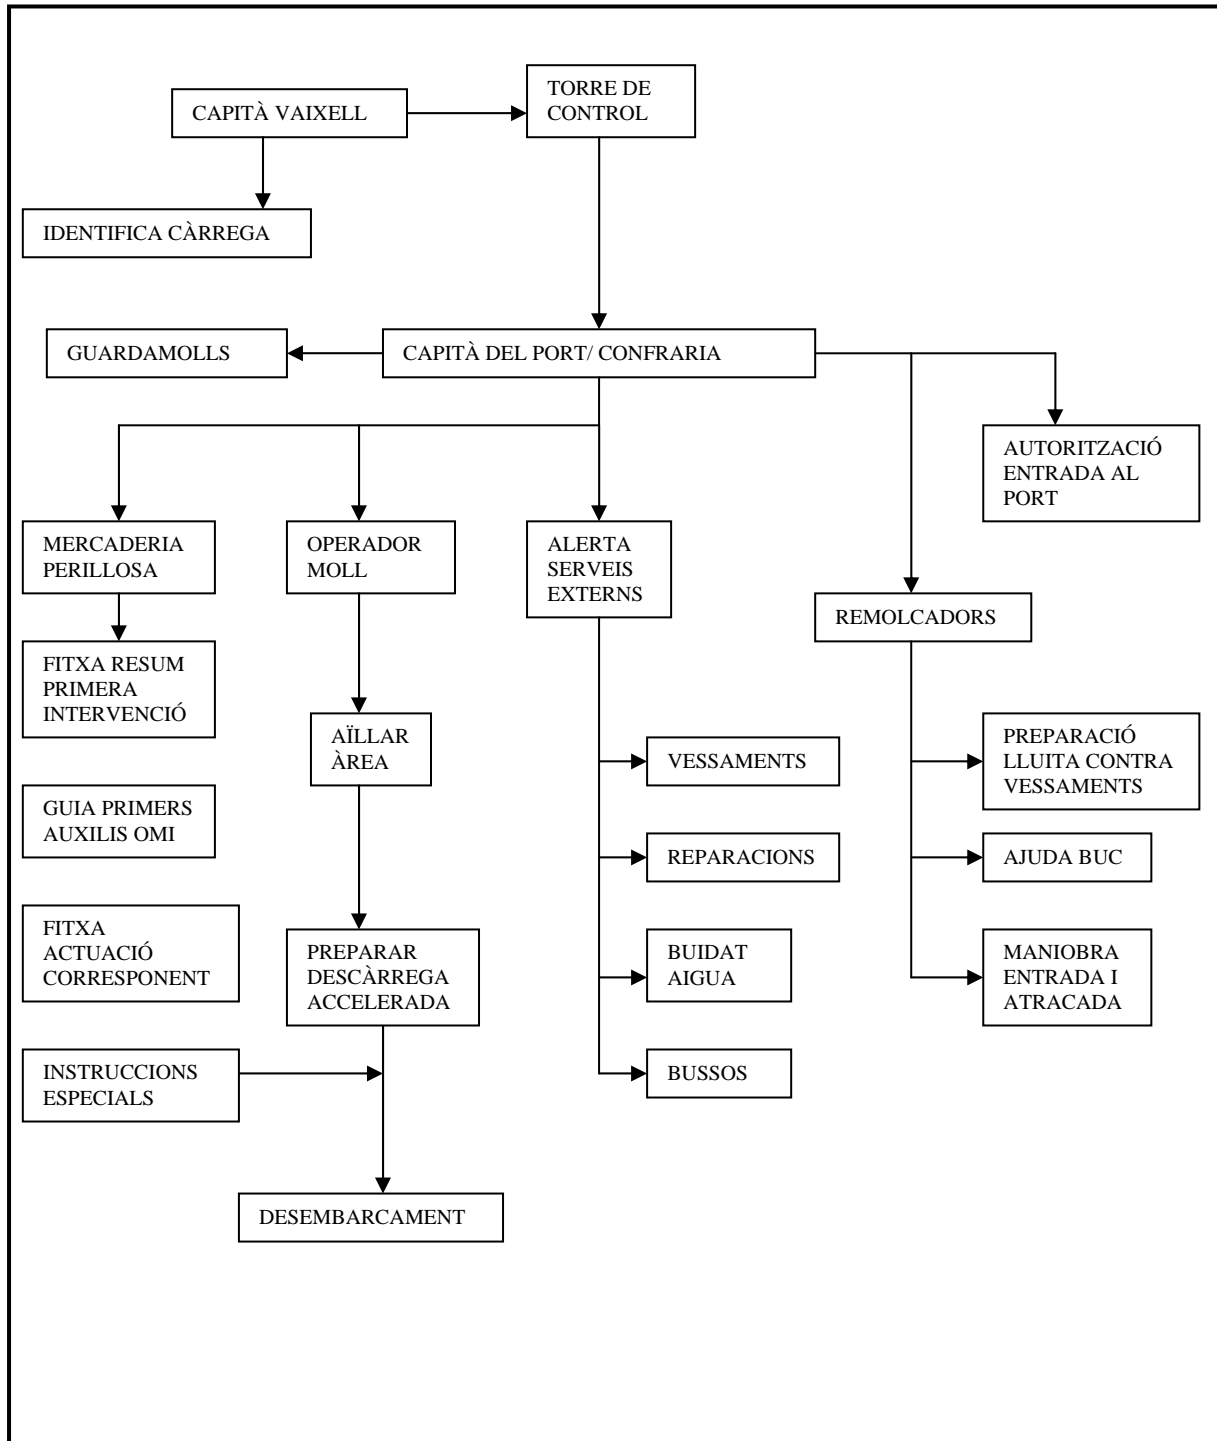 CAPITÀ VAIXELL
TORRE DE
CONTROL
IDENTIFICA CÀRREGA
GUARDAMOLLS
CAPITÀ DEL PORT/ CONFRARIA
AUTORITZACIÓ
ENTRADA AL
PORT
MERCADERIA
PERILLOSA
OPERADOR
MOLL
ALERTA
SERVEIS
EXTERNS
REMOLCADORS
FITXA RESUM
PRIMERA
INTERVENCIÓ
AÏLLAR
ÀREA
VESSAMENTS
PREPARACIÓ
LLUITA CONTRA
VESSAMENTS
GUIA PRIMERS
AUXILIS OMI
REPARACIONS
AJUDA BUC
FITXA
ACTUACIÓ
CORRESPONENT
PREPARAR
DESCÀRREGA
ACCELERADA
BUIDAT
AIGUA
MANIOBRA
ENTRADA I
ATRACADA
INSTRUCCIONS
ESPECIALS
BUSSOS
DESEMBARCAMENT